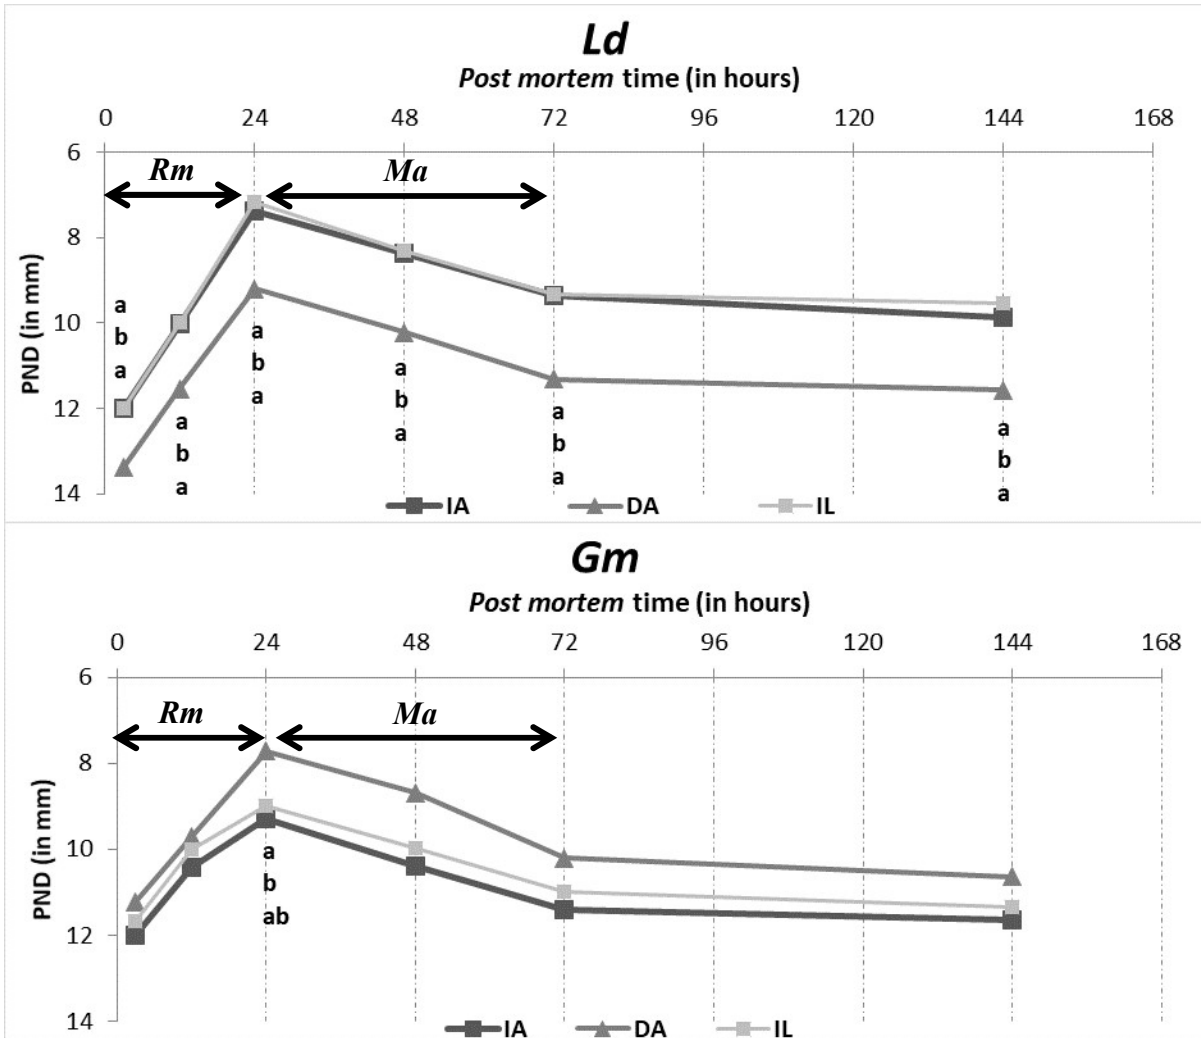 Ld
Post mortem time (in hours)
0 24 48 72 96 120 144 168
6
Rm Ma
8
PND (in mm)
10
12
14
a
b
a
a
b
a
a
b
a
a
b
a
a
b
a
a
b
a
IA DA IL
Gm
Post mortem time (in hours)
0 24 48 72 96 120 144 168
6
Rm Ma
8
PND (in mm)
10
12
14
a
b
ab
IA DA IL